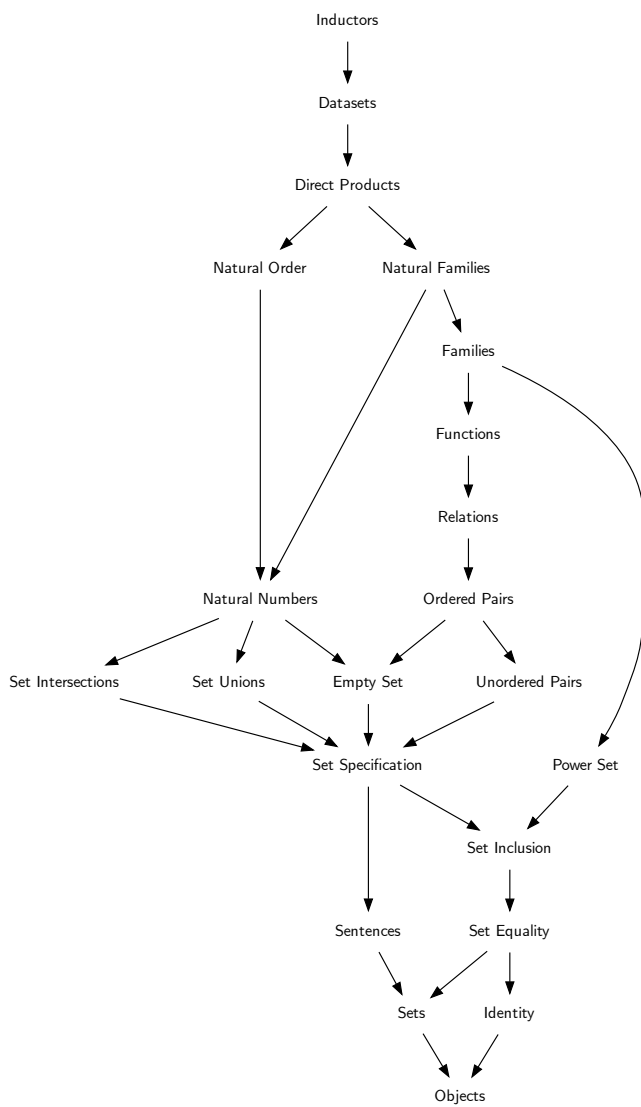 Inductors
Datasets
Direct Products
Natural Order
Natural Families
Families
Functions
Relations
Natural Numbers
Ordered Pairs
Set Intersections
Set Unions
Empty Set
Unordered Pairs
Set Specification
Power Set
Set Inclusion
Sentences
Set Equality
Sets
Identity
Objects